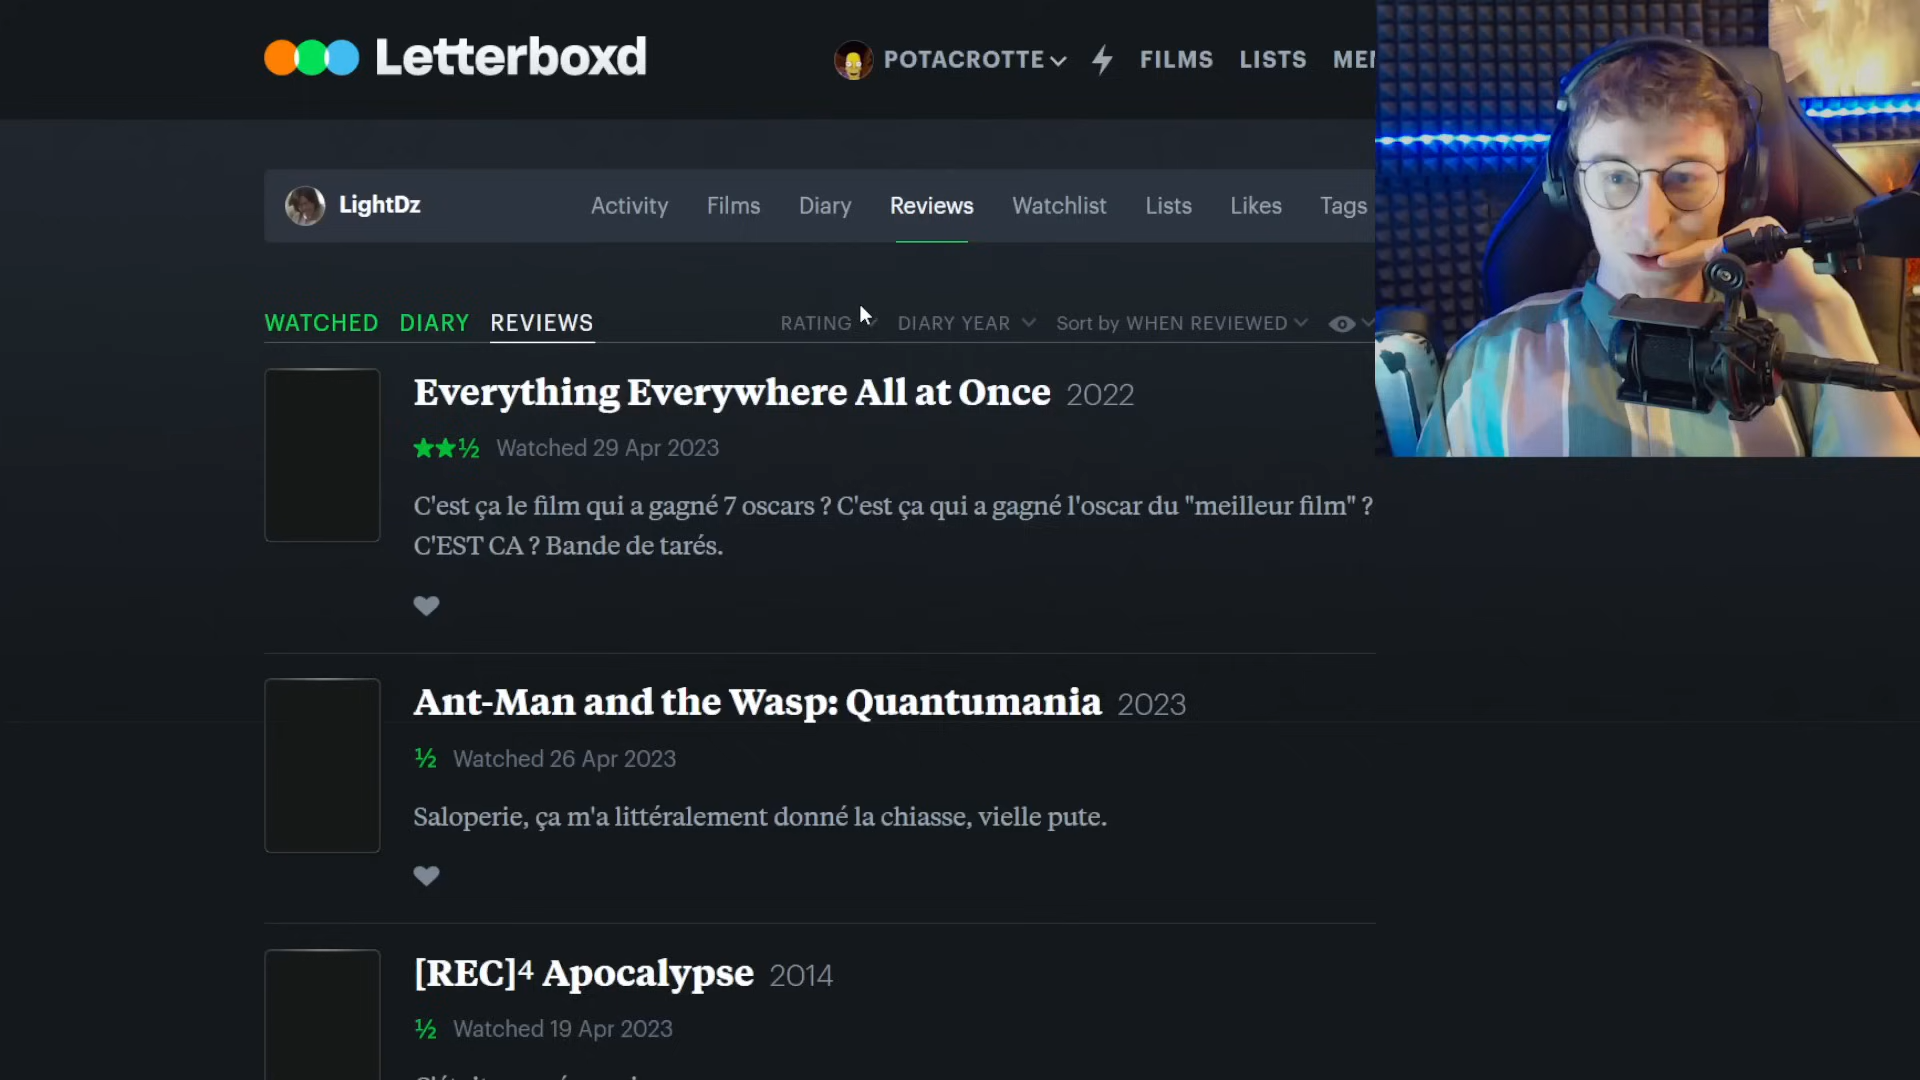 Letterboxd
POTACROTTE FILMS LISTS MEM
LightDz Activity Films Diary Reviews Watchlist Lists Likes Tags
WATCHED DIARY REVIEWS RATING DIARY YEAR Sort by WHEN REVIEWED
Everything Everywhere All at Once 2022
★★½ Watched 29 Apr 2023
C'est ça le film qui a gagné 7 oscars ? C'est ça qui a gagné l'oscar du "meilleur film" ?
C'EST CA ? Bande de tarés.
Ant-Man and the Wasp: Quantumania 2023
½ Watched 26 Apr 2023
Saloperie, ça m'a littéralement donné la chiasse, vielle pute.
[REC]⁴ Apocalypse 2014
½ Watched 19 Apr 2023